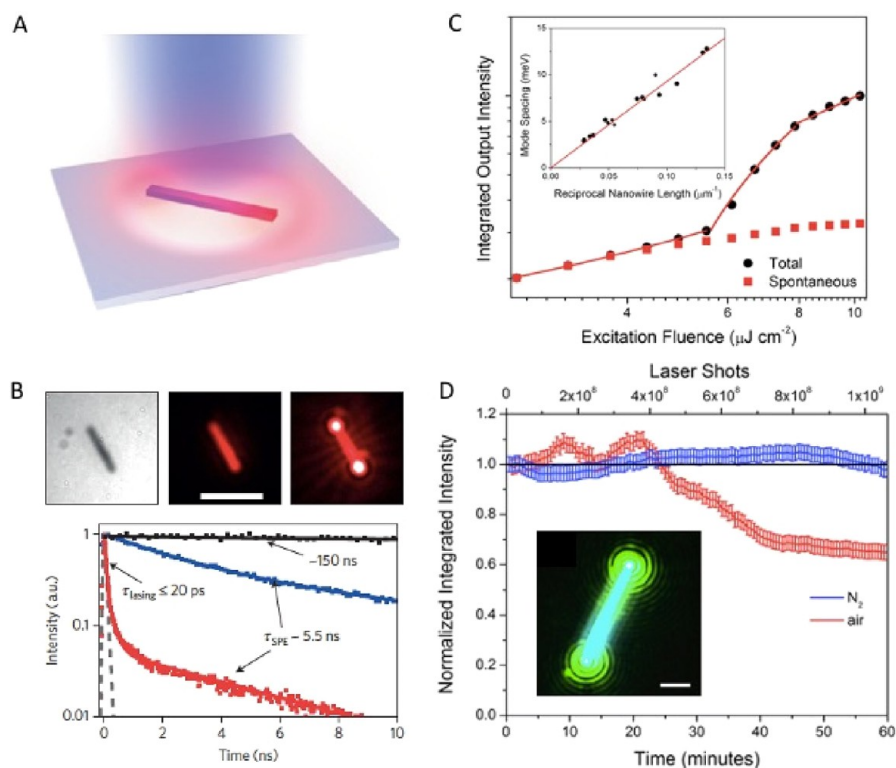 A
B
Intensity (a.u.)
1
0.1
0.01
~150 ns
τlasing ≤ 20 ps
τSPE ~ 5.5 ns
0 2 4 6 8 10
Time (ns)
C
Integrated Output Intensity
Mode Spacing (meV)
15
10
5
0
0.00 0.05 0.10 0.15
Reciprocal Nanowire Length (μm⁻¹)
Total
Spontaneous
4 6 8 10
Excitation Fluence (μJ cm⁻²)
D
Laser Shots
0 2x10⁸ 4x10⁸ 6x10⁸ 8x10⁸ 1x10⁹
Normalized Integrated Intensity
1.2
1.0
0.8
0.6
0.4
0.2
0.0
N₂
air
0 10 20 30 40 50 60
Time (minutes)